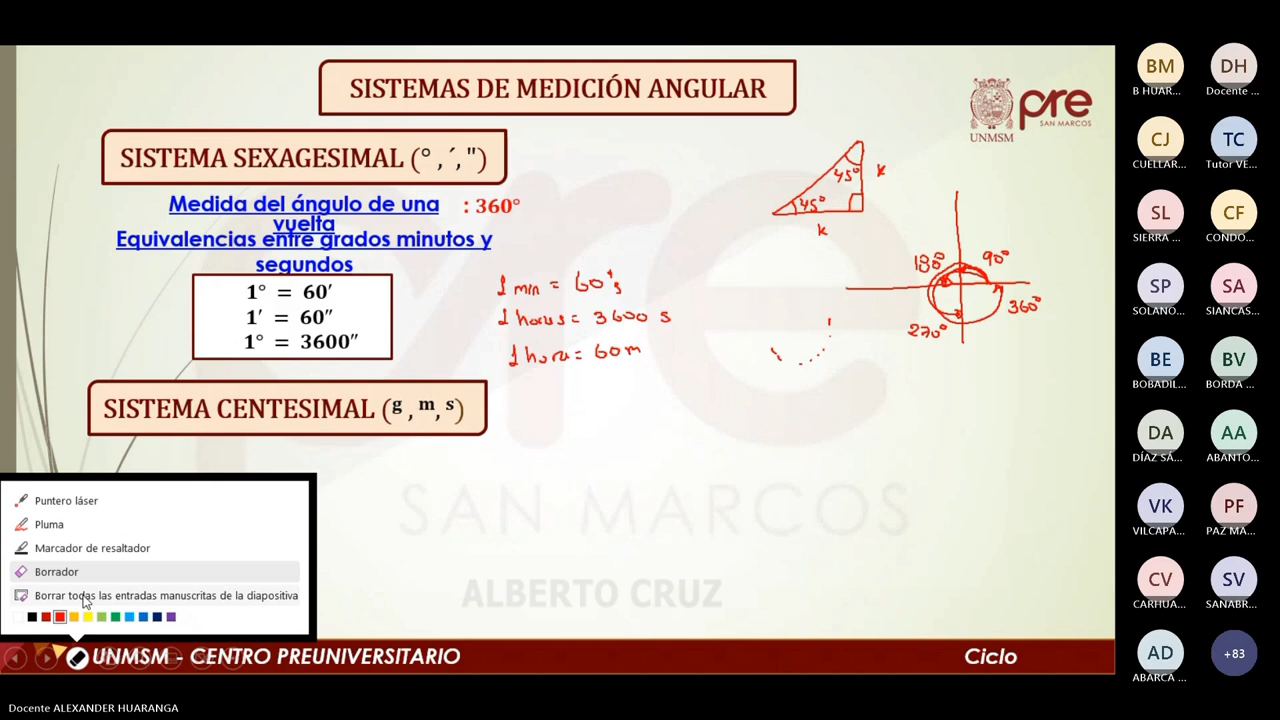 SISTEMAS DE MEDICIÓN ANGULAR
UNMSM
pre
SAN MARCOS
SISTEMA SEXAGESIMAL (° , ´, ")
Medida del ángulo de una vuelta : 360°
Equivalencias entre grados minutos y segundos
1° = 60′
1′ = 60″
1° = 3600″
1 min = 60 s
1 horas = 3600 s
1 hora = 60 m
45°
45°
k
k
90°
180°
270°
360°
SISTEMA CENTESIMAL (g , m, s)
SAN MARCOS
ALBERTO CRUZ
Puntero láser
Pluma
Marcador de resaltador
Borrador
Borrar todas las entradas manuscritas de la diapositiva
UNMSM - CENTRO PREUNIVERSITARIO
Ciclo
Docente ALEXANDER HUARANGA
BM
B HUAR...
DH
Docente ...
CJ
CUELLAR...
TC
Tutor VE...
SL
SIERRA ...
CF
CONDO...
SP
SOLANO...
SA
SIANCAS...
BE
BOBADIL...
BV
BORDA ...
DA
DÍAZ SÁ...
AA
ABANTO...
VK
VILCAPA...
PF
PAZ MA...
CV
CARHUA...
SV
SANABR...
AD
ABARCA ...
+83